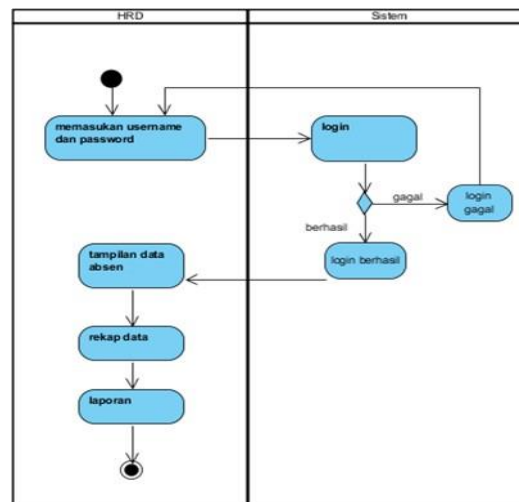 HRD
Sistem
memasukan username
dan password
login
gagal
login
gagal
berhasil
login berhasil
tampilan data
absen
rekap data
laporan